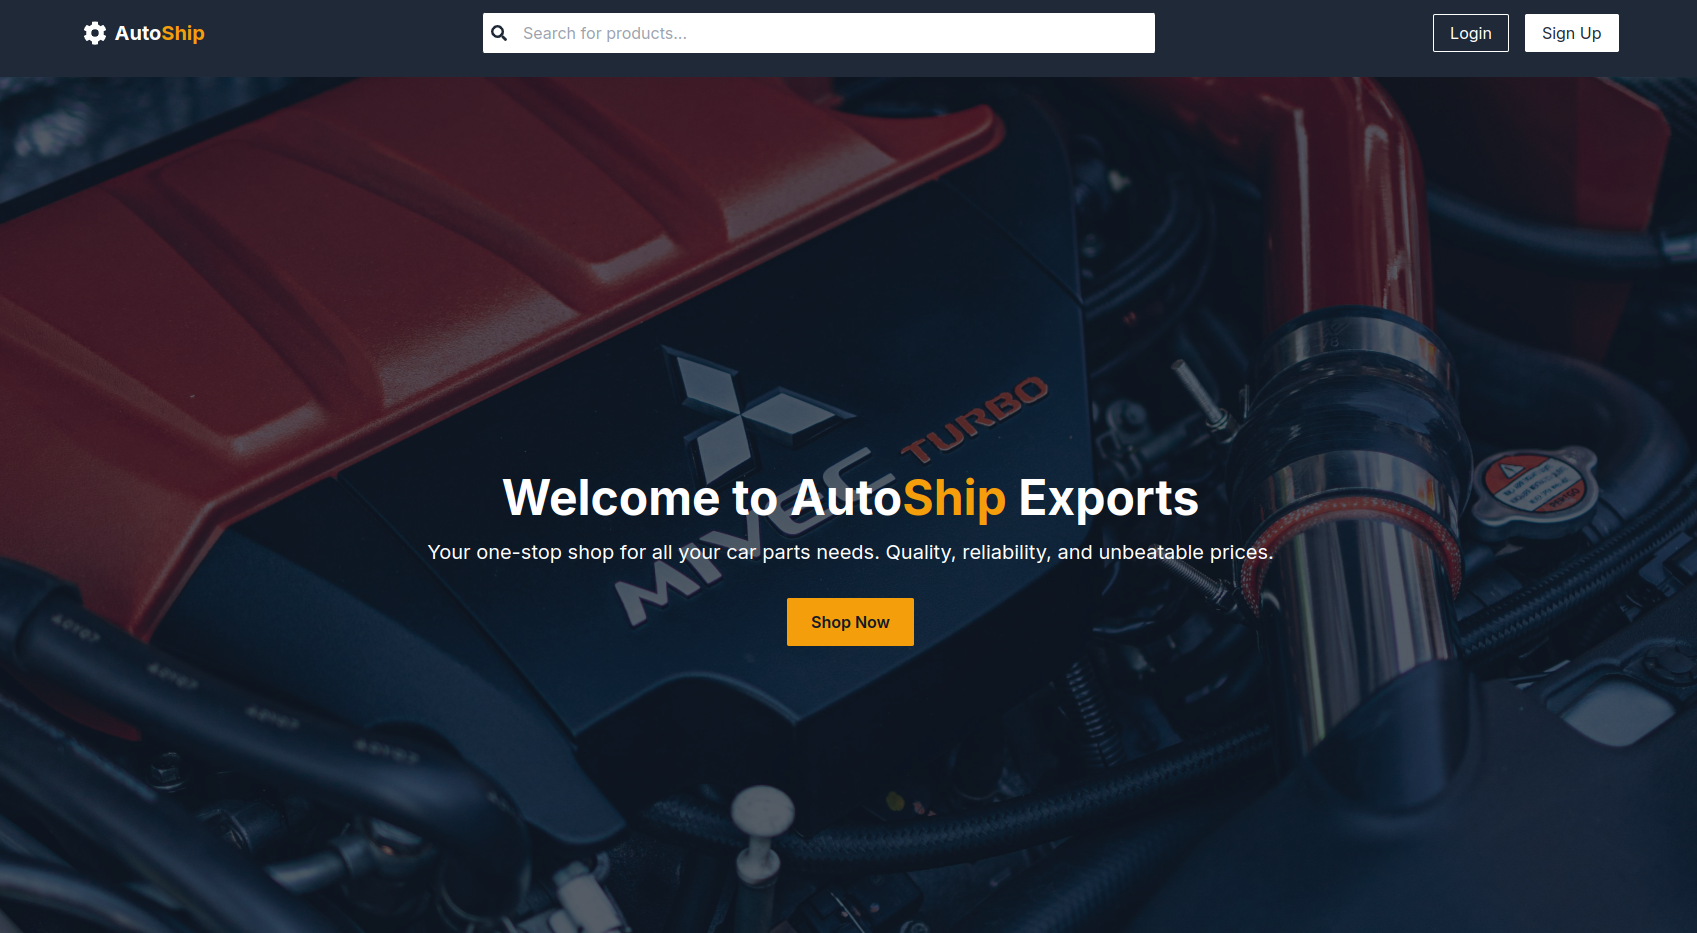 AutoShip
Search for products...
Login
Sign Up
TURBO
MIVEC
Welcome to AutoShip Exports
Your one-stop shop for all your car parts needs. Quality, reliability, and unbeatable prices.
Shop Now